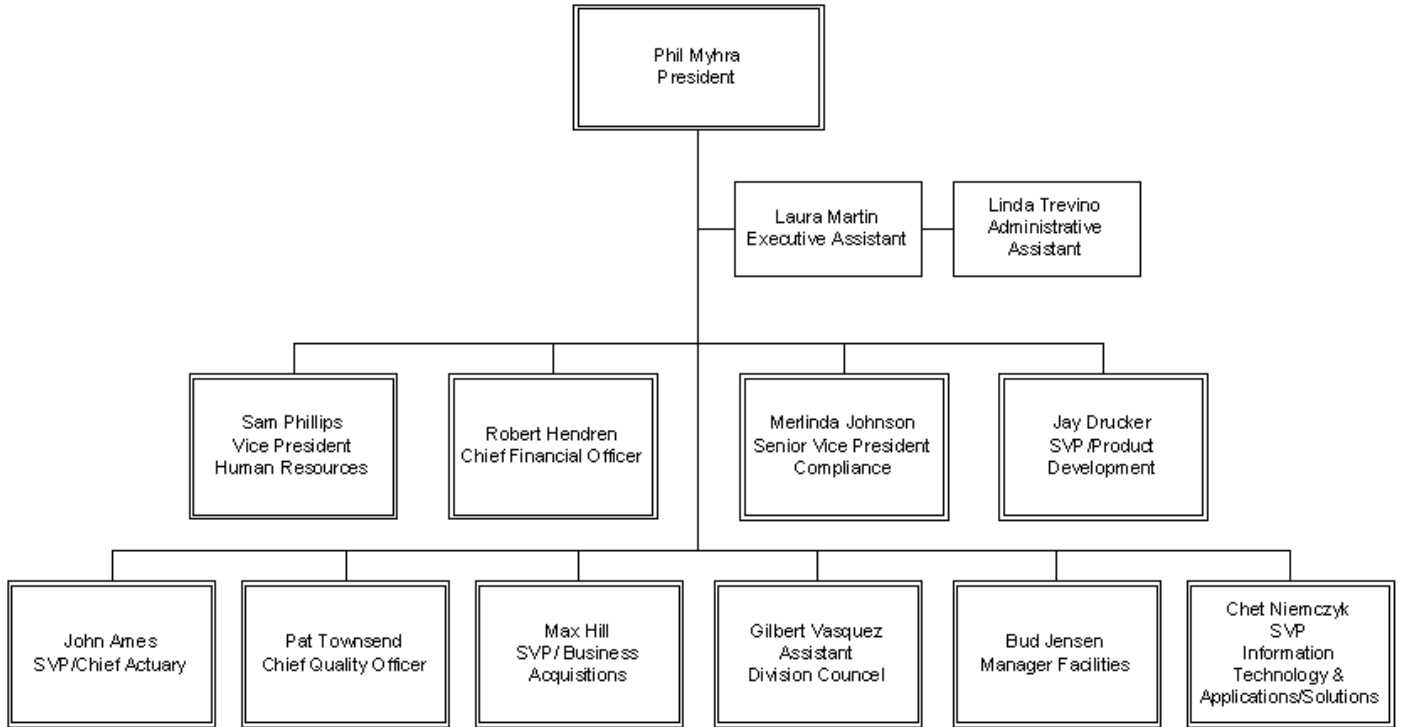 Phil Myhra
President
Laura Martin
Executive Assistant
Linda Trevino
Administrative
Assistant
Sam Phillips
Vice President
Human Resources
Robert Hendren
Chief Financial Officer
Merlinda Johnson
Senior Vice President
Compliance
Jay Drucker
SVP/Product
Development
John Ames
SVP/Chief Actuary
Pat Townsend
Chief Quality Officer
Max Hill
SVP/ Business
Acquisitions
Gilbert Vasquez
Assistant
Division Councel
Bud Jensen
Manager Facilities
Chet Niemczyk
SVP
Information
Technology &
Applications/Solutions